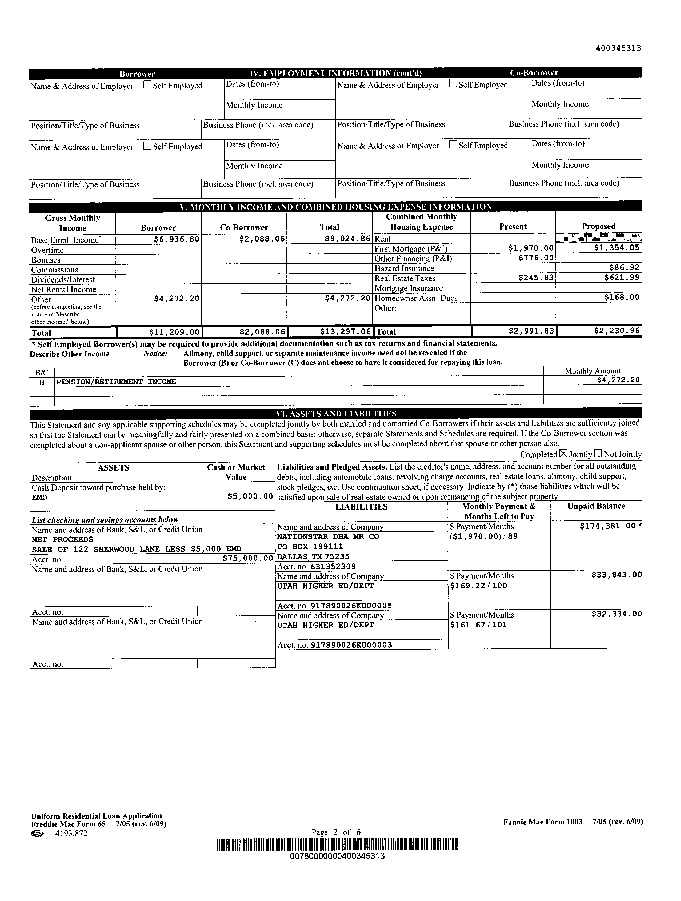 400345313
Borrower IV. EMPLOYMENT INFORMATION (cont'd) Co-Borrower
Name & Address of Employer Self Employed Dates (from-to) Name & Address of Employer Self Employed Dates (from-to)
Monthly Income Monthly Income
Position/Title/Type of Business Business Phone (incl. area code) Position/Title/Type of Business Business Phone (incl. area code)
Name & Address of Employer Self Employed Dates (from-to) Name & Address of Employer Self Employed Dates (from-to)
Monthly Income Monthly Income
Position/Title/Type of Business Business Phone (incl. area code) Position/Title/Type of Business Business Phone (incl. area code)
V. MONTHLY INCOME AND COMBINED HOUSING EXPENSE INFORMATION
Gross Monthly Income Borrower Co-Borrower Total Combined Monthly Housing Expense Present Proposed
Base Empl. Income* $6,936.80 $2,088.06 $9,024.86 Rent
Overtime First Mortgage (P&I) $1,970.00 $1,354.05
Bonuses Other Financing (P&I) $776.00
Commissions Hazard Insurance $86.92
Dividends/Interest Real Estate Taxes $245.83 $621.99
Net Rental Income Mortgage Insurance
Other $4,272.20 $4,272.20 Homeowner Assn. Dues $168.00
(before completing, see the notice in "describe other income," below) Other:
Total $11,209.00 $2,088.06 $13,297.06 Total $2,991.83 $2,230.96
* Self Employed Borrower(s) may be required to provide additional documentation such as tax returns and financial statements.
Describe Other Income Notice: Alimony, child support, or separate maintenance income need not be revealed if the
Borrower (B) or Co-Borrower (C) does not choose to have it considered for repaying this loan.
B/C Monthly Amount
B PENSION/RETIREMENT INCOME $4,272.20
VI. ASSETS AND LIABILITIES
This Statement and any applicable supporting schedules may be completed jointly by both married and unmarried Co-Borrowers if their assets and liabilities are sufficiently joined
so that the Statement can be meaningfully and fairly presented on a combined basis; otherwise, separate Statements and Schedules are required. If the Co-Borrower section was
completed about a non-applicant spouse or other person, this Statement and supporting schedules must be completed about that spouse or other person also.
Completed X Jointly Not Jointly
ASSETS Cash or Market Value Liabilities and Pledged Assets. List the creditor's name, address, and account number for all outstanding
Description debts, including automobile loans, revolving charge accounts, real estate loans, alimony, child support,
Cash Deposit toward purchase held by: stock pledges, etc. Use continuation sheet, if necessary. Indicate by (*) those liabilities which will be
EMD $5,000.00 satisfied upon sale of real estate owned or upon refinancing of the subject property.
LIABILITIES Monthly Payment & Months Left to Pay Unpaid Balance
List checking and savings accounts below
Name and address of Bank, S&L, or Credit Union Name and address of Company $ Payment/Months $174,381.00 *
NET PROCEEDS NATIONSTAR DBA MR CO ($1,970.00)/89
SALE OF 122 SHERWOOD LANE LESS $5,000 EMD PO BOX 199111
Acct. no. $75,000.00 DALLAS TX 75235
Acct. no. 631352309
Name and address of Bank, S&L, or Credit Union Name and address of Company $ Payment/Months $33,843.00
UTAH HIGHER ED/DEPT $169.22/200
Acct. no. Acct. no. 917890026KD00005
Name and address of Bank, S&L, or Credit Union Name and address of Company $ Payment/Months $32,334.00
UTAH HIGHER ED/DEPT $161.67/101
Acct. no. 917890026KD00003
Acct. no.
Uniform Residential Loan Application
Freddie Mac Form 65 7/05 (rev. 6/09) Fannie Mae Form 1003 7/05 (rev. 6/09)
Page 2 of 6
00780000000400345313